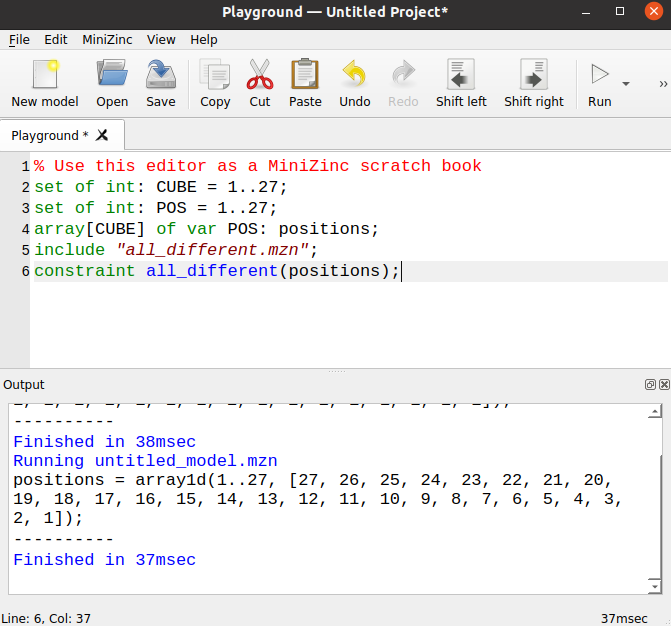 Playground — Untitled Project*
File Edit MiniZinc View Help
New model Open Save Copy Cut Paste Undo Redo Shift left Shift right Run
Playground *
1 % Use this editor as a MiniZinc scratch book
2 set of int: CUBE = 1..27;
3 set of int: POS = 1..27;
4 array[CUBE] of var POS: positions;
5 include "all_different.mzn";
6 constraint all_different(positions);
Output
----------
Finished in 38msec
Running untitled_model.mzn
positions = array1d(1..27, [27, 26, 25, 24, 23, 22, 21, 20,
19, 18, 17, 16, 15, 14, 13, 12, 11, 10, 9, 8, 7, 6, 5, 4, 3,
2, 1]);
----------
Finished in 37msec
Line: 6, Col: 37 37msec